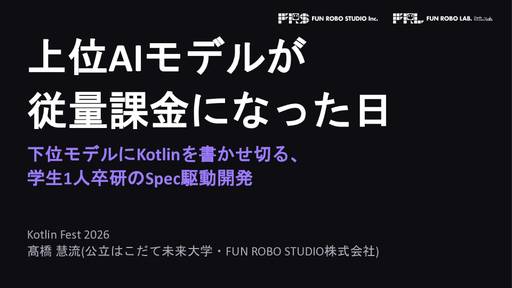 FRS FUN ROBO STUDIO Inc. FRL FUN ROBO LAB.
上位AIモデルが
従量課金になった日
下位モデルにKotlinを書かせ切る、
学生1人卒研のSpec駆動開発
Kotlin Fest 2026
髙橋 慧流(公立はこだて未来大学・FUN ROBO STUDIO株式会社)